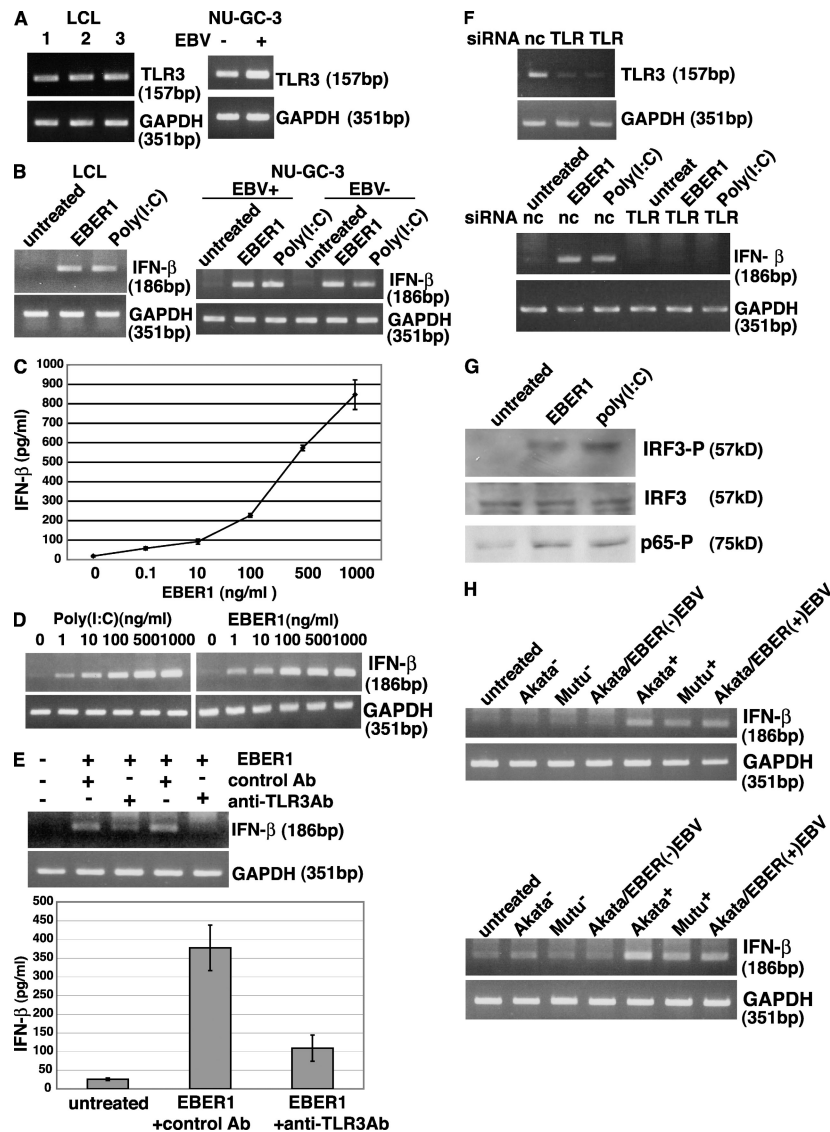 A
LCL
1 2 3
TLR3
(157bp)
GAPDH
(351bp)
NU-GC-3
EBV - +
TLR3 (157bp)
GAPDH (351bp)
B
LCL
untreated
EBER1
Poly(I:C)
IFN-β
(186bp)
GAPDH
(351bp)
NU-GC-3
EBV+ EBV-
untreated
EBER1
Poly(I:C)
untreated
EBER1
Poly(I:C)
IFN-β
(186bp)
GAPDH
(351bp)
C
IFN-β (pg/ml)
1000
900
800
700
600
500
400
300
200
100
0
0 0.1 10 100 500 1000
EBER1 (ng/ml )
D
Poly(I:C)(ng/ml)
0 1 10 100 500 1000
EBER1(ng/ml)
0 1 10 100 500 1000
IFN-β
(186bp)
GAPDH
(351bp)
E
- + + + + EBER1
- + - + - control Ab
- - + - + anti-TLR3Ab
IFN-β (186bp)
GAPDH (351bp)
IFN-β (pg/ml)
500
450
400
350
300
250
200
150
100
50
0
untreated
EBER1
+control Ab
EBER1
+anti-TLR3Ab
F
siRNA nc TLR TLR
TLR3 (157bp)
GAPDH (351bp)
untreated
EBER1
Poly(I:C)
untreat
EBER1
Poly(I:C)
siRNA nc nc nc TLR TLR TLR
IFN- β
(186bp)
GAPDH
(351bp)
G
untreated
EBER1
poly(I:C)
IRF3-P (57kD)
IRF3 (57kD)
p65-P (75kD)
H
untreated
Akata-
Mutu-
Akata/EBER(-)EBV
Akata+
Mutu+
Akata/EBER(+)EBV
IFN-β
(186bp)
GAPDH
(351bp)
untreated
Akata-
Mutu-
Akata/EBER(-)EBV
Akata+
Mutu+
Akata/EBER(+)EBV
IFN-β
(186bp)
GAPDH
(351bp)